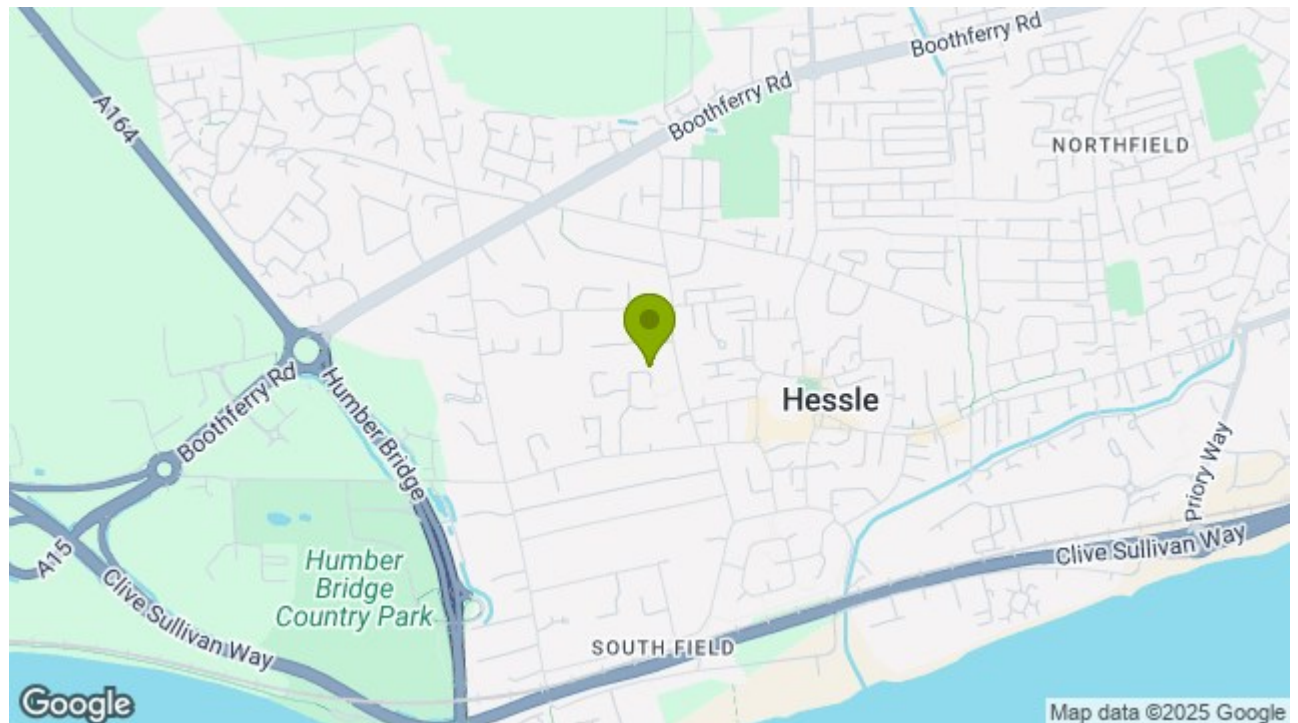 Boothferry Rd
Boothferry Rd
A164
NORTHFIELD
Hessle
Boothferry Rd
Humber Bridge
Priory Way
A15
Clive Sullivan Way
Humber
Bridge
Country Park
Clive Sullivan Way
SOUTH FIELD
Google
Map data ©2025 Google